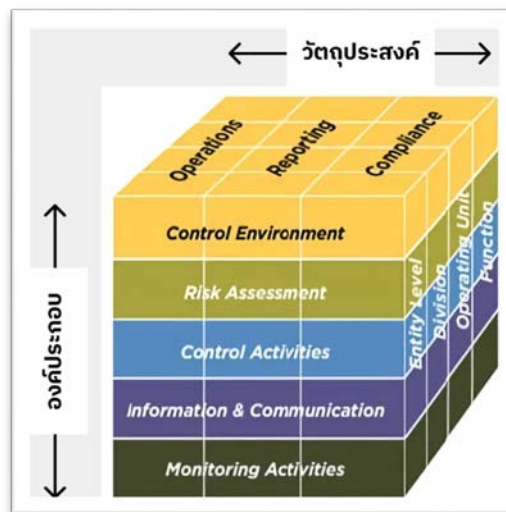 วัตถุประสงค์
Operations
Reporting
Compliance
องค์ประกอบ
Control Environment
Risk Assessment
Control Activities
Information & Communication
Monitoring Activities
Entity Level
Division
Operating Unit
Function